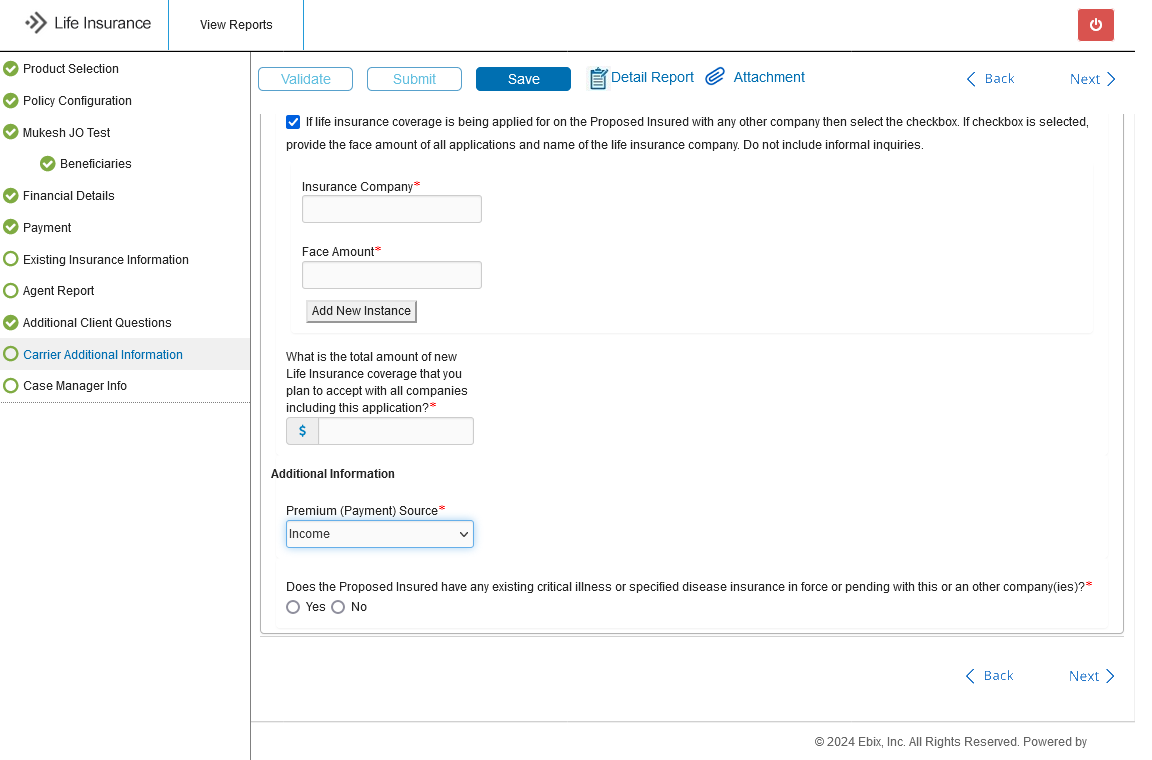 Life Insurance
View Reports
Product Selection
Policy Configuration
Mukesh JO Test
Beneficiaries
Financial Details
Payment
Existing Insurance Information
Agent Report
Additional Client Questions
Carrier Additional Information
Case Manager Info
Validate
Submit
Save
Detail Report
Attachment
Back
Next
If life insurance coverage is being applied for on the Proposed Insured with any other company then select the checkbox. If checkbox is selected,
provide the face amount of all applications and name of the life insurance company. Do not include informal inquiries.
Insurance Company*
Face Amount*
Add New Instance
What is the total amount of new
Life Insurance coverage that you
plan to accept with all companies
including this application?*
$
Additional Information
Premium (Payment) Source*
Income
Does the Proposed Insured have any existing critical illness or specified disease insurance in force or pending with this or an other company(ies)?*
Yes No
Back
Next
© 2024 Ebix, Inc. All Rights Reserved. Powered by